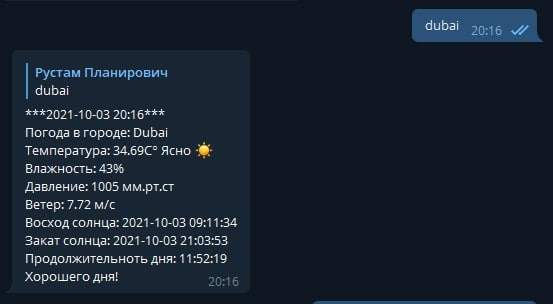 dubai
20:16
Рустам Планирович
dubai
***2021-10-03 20:16***
Погода в городе: Dubai
Температура: 34.69C° Ясно ☀️
Влажность: 43%
Давление: 1005 мм.рт.ст
Ветер: 7.72 м/с
Восход солнца: 2021-10-03 09:11:34
Закат солнца: 2021-10-03 21:03:53
Продолжительноть дня: 11:52:19
Хорошего дня!
20:16